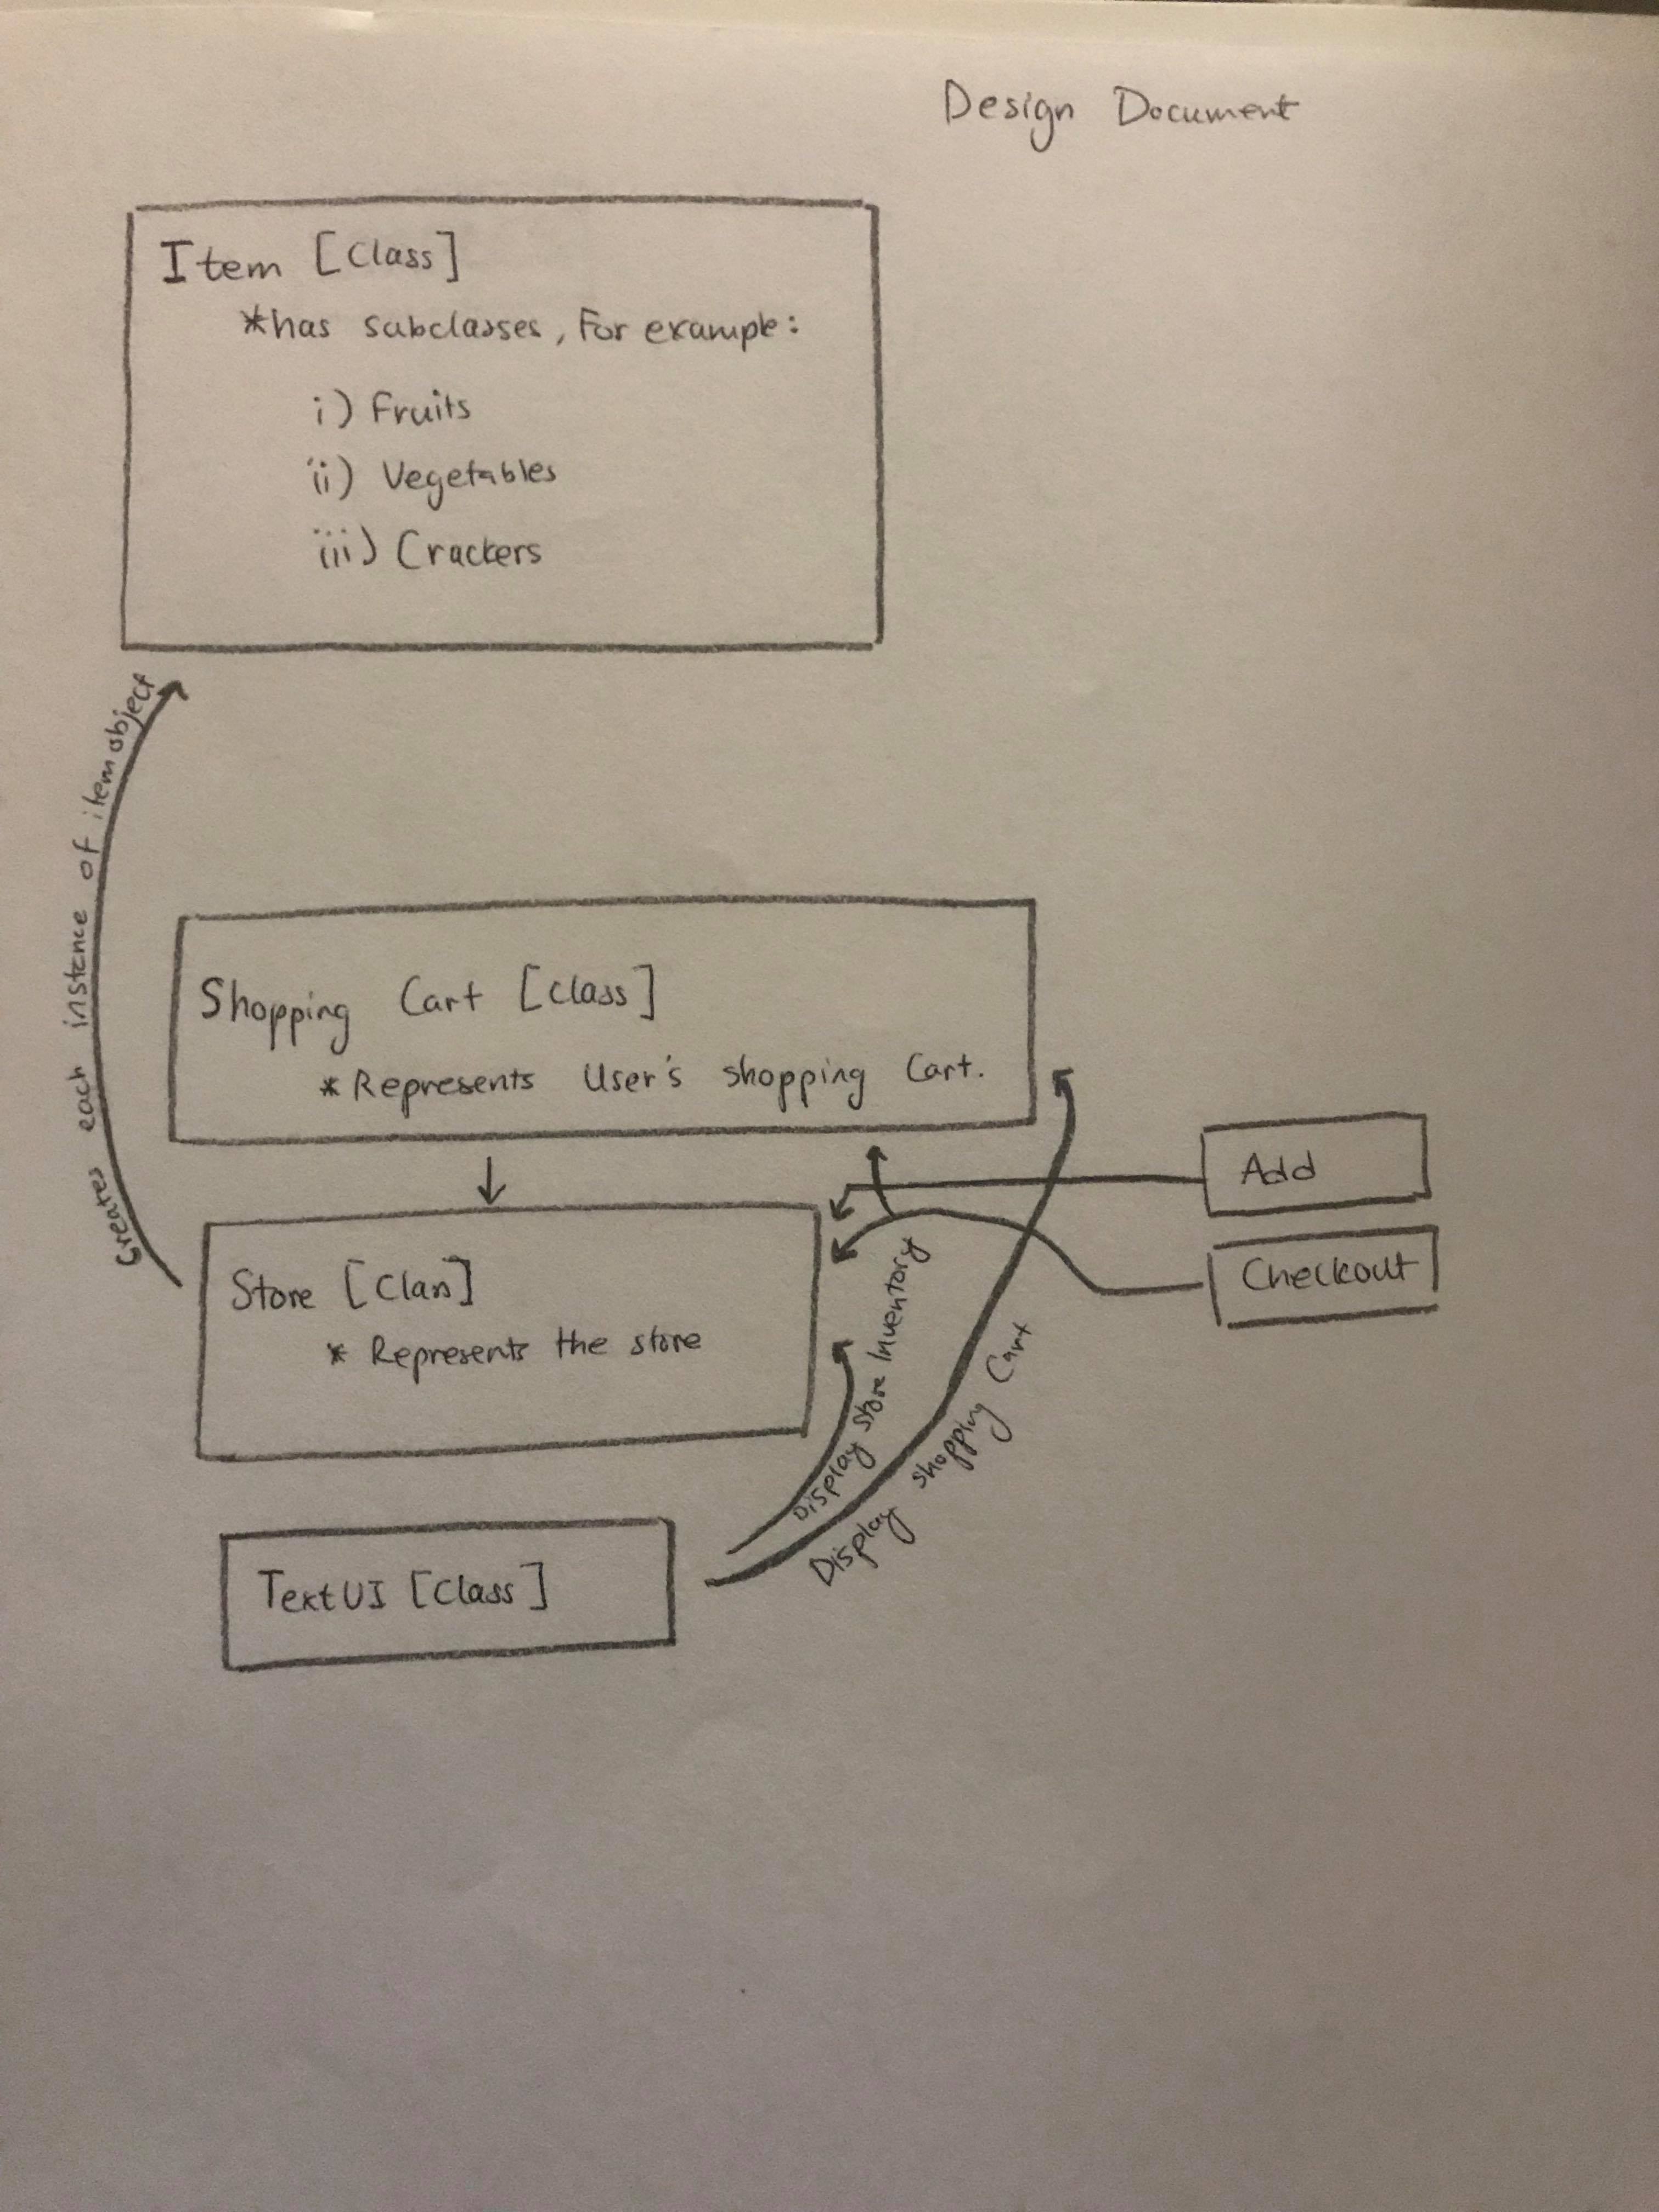 Design Document
Item [Class]
*has subclasses, For example:
i) Fruits
ii) Vegetables
iii) Crackers
Creates each instance of item object
Shopping Cart [Class]
* Represents User's shopping Cart.
Add
Checkout
Store [Class]
* Represents the store
Display Store Inventory
Display Shopping Cart
TextUI [Class]